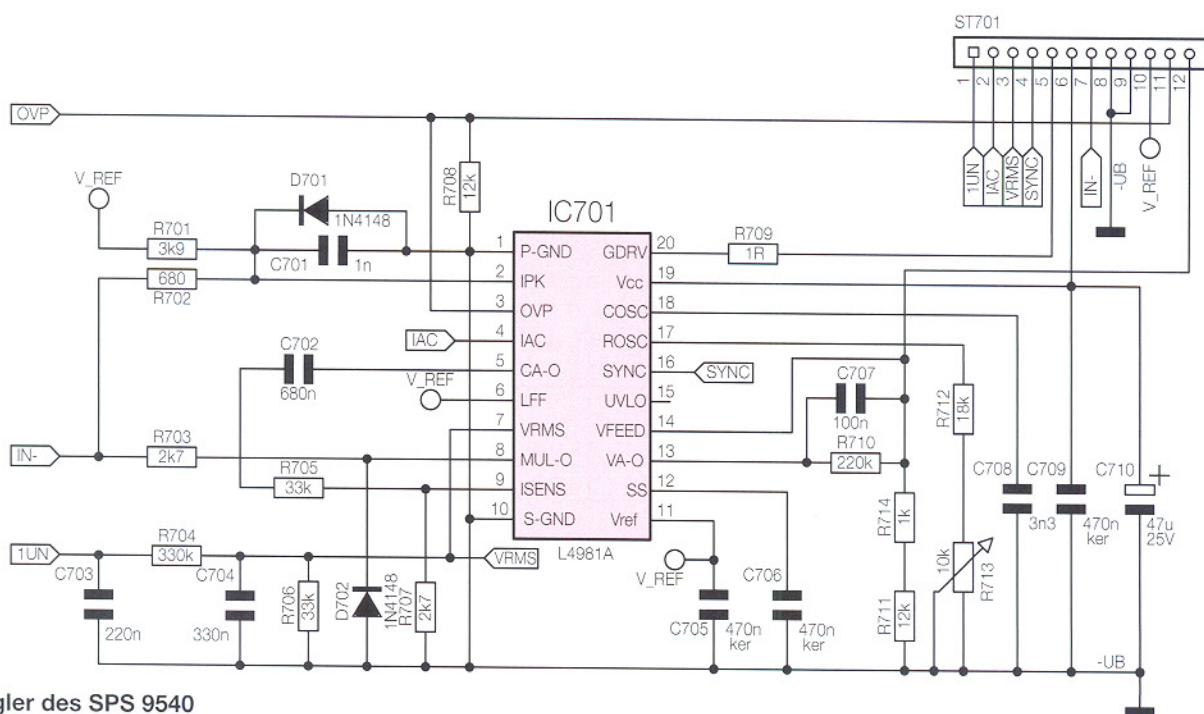 ST701
1 2 3 4 5 6 7 8 9 10 11 12
OVP
1UN
IAC
VRMS
SYNC
IN-
-UB
V_REF
V_REF
D701
1N4148
R708
12k
IC701
R701
3k9
C701
1n
680
R702
R709
1R
1 P-GND GDRV 20
2 IPK Vcc 19
3 OVP COSC 18
4 IAC ROSC 17
5 CA-O SYNC 16
6 LFF UVLO 15
7 VRMS VFEED 14
8 MUL-O VA-O 13
9 ISENS SS 12
10 S-GND Vref 11
L4981A
IAC
C702
680n
V_REF
SYNC
C707
100n
R710
220k
R712
18k
IN-
R703
2k7
R705
33k
C708
3n3
C709
470n
ker
C710
+
47u
25V
R714
1k
1UN
R704
330k
VRMS
V_REF
C703
220n
C704
330n
R706
33k
D702
1N4148
R707
2k7
C705
470n
ker
C706
470n
ker
R711
12k
10k
R713
-UB
gler des SPS 9540